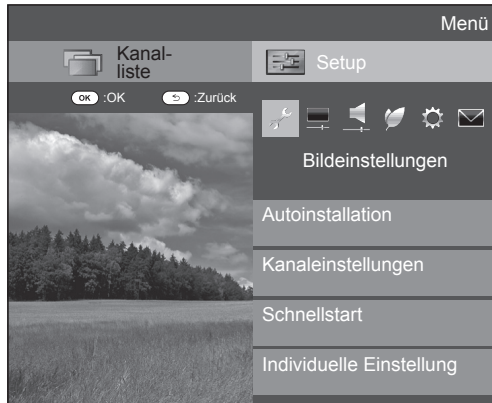 Menü
Kanal-
liste
Setup
OK :OK
:Zurück
Bildeinstellungen
Autoinstallation
Kanaleinstellungen
Schnellstart
Individuelle Einstellung